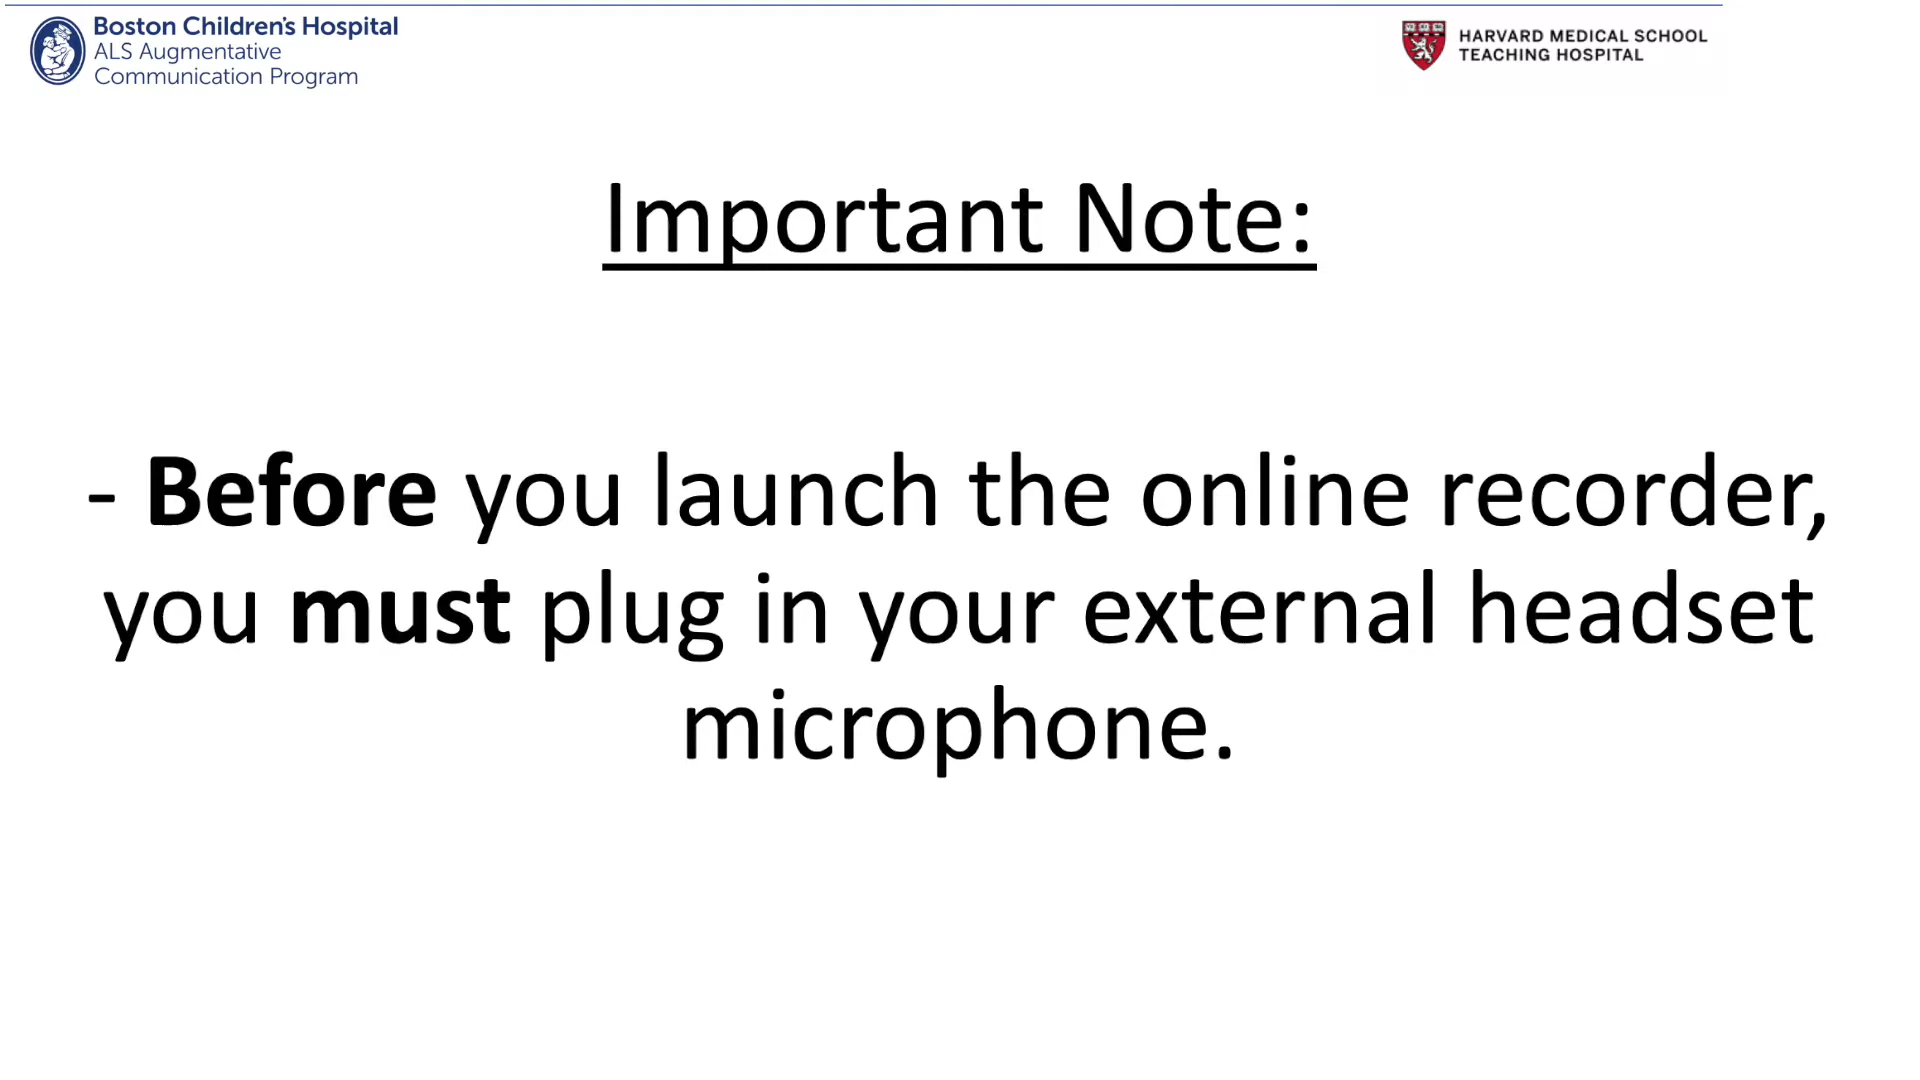 Boston Children's Hospital
ALS Augmentative
Communication Program
HARVARD MEDICAL SCHOOL
TEACHING HOSPITAL
Important Note:
- Before you launch the online recorder,
you must plug in your external headset
microphone.